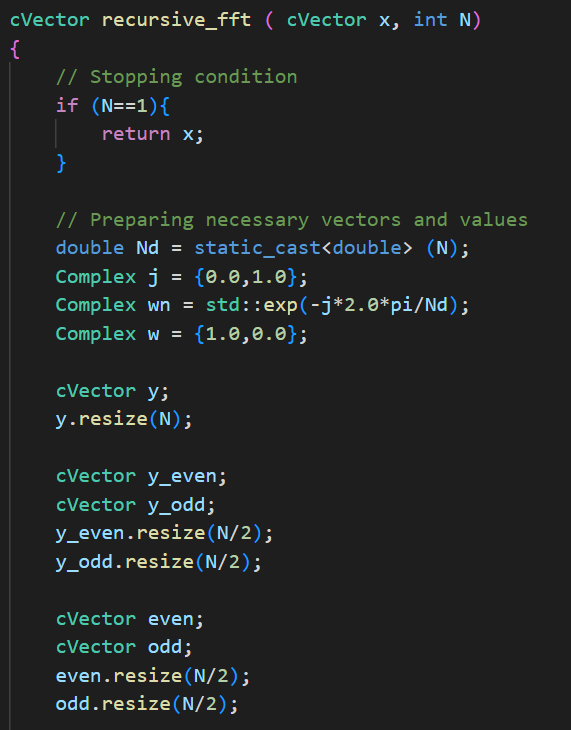 cVector recursive_fft ( cVector x, int N)
{
// Stopping condition
if (N==1){
return x;
}
// Preparing necessary vectors and values
double Nd = static_cast<double> (N);
Complex j = {0.0,1.0};
Complex wn = std::exp(-j*2.0*pi/Nd);
Complex w = {1.0,0.0};
cVector y;
y.resize(N);
cVector y_even;
cVector y_odd;
y_even.resize(N/2);
y_odd.resize(N/2);
cVector even;
cVector odd;
even.resize(N/2);
odd.resize(N/2);